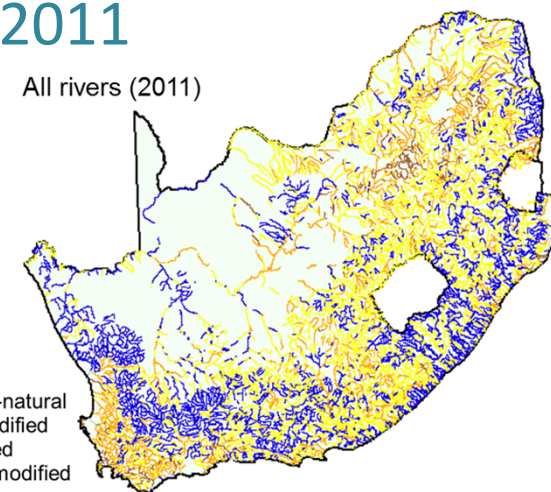 2011
All rivers (2011)
-natural
dified
ed
modified